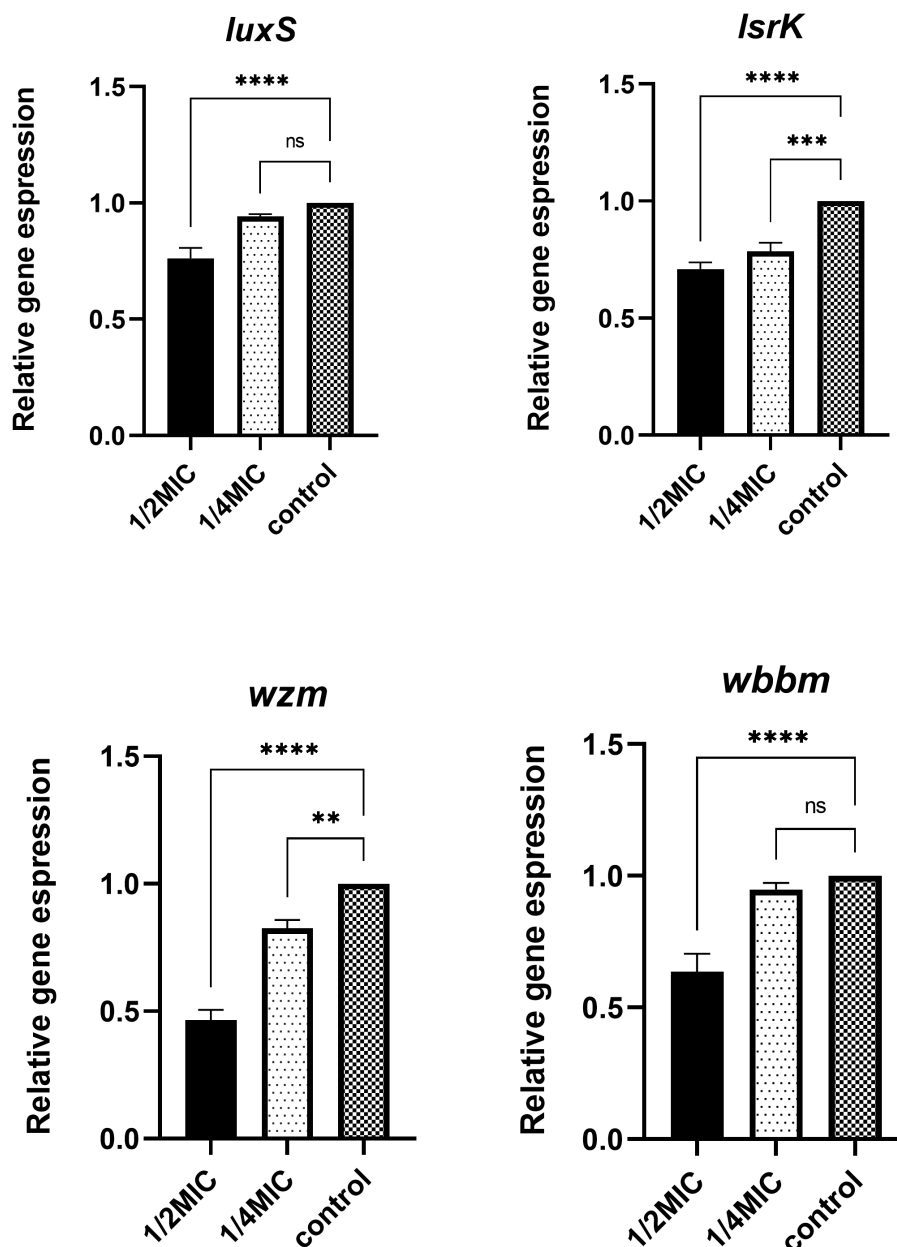 luxS
****
ns
1.5
1.0
0.5
0.0
Relative gene espression
1/2MIC
1/4MIC
control
lsrK
****
***
1.5
1.0
0.5
0.0
Relative gene espression
1/2MIC
1/4MIC
control
wzm
****
**
1.5
1.0
0.5
0.0
Relative gene espression
1/2MIC
1/4MIC
control
wbbm
****
ns
1.5
1.0
0.5
0.0
Relative gene espression
1/2MIC
1/4MIC
control